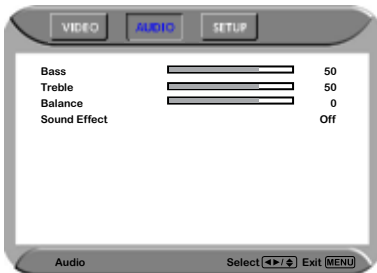 VIDEO AUDIO SETUP
Bass 50
Treble 50
Balance 0
Sound Effect Off
Audio Select ◄►/♦ Exit MENU